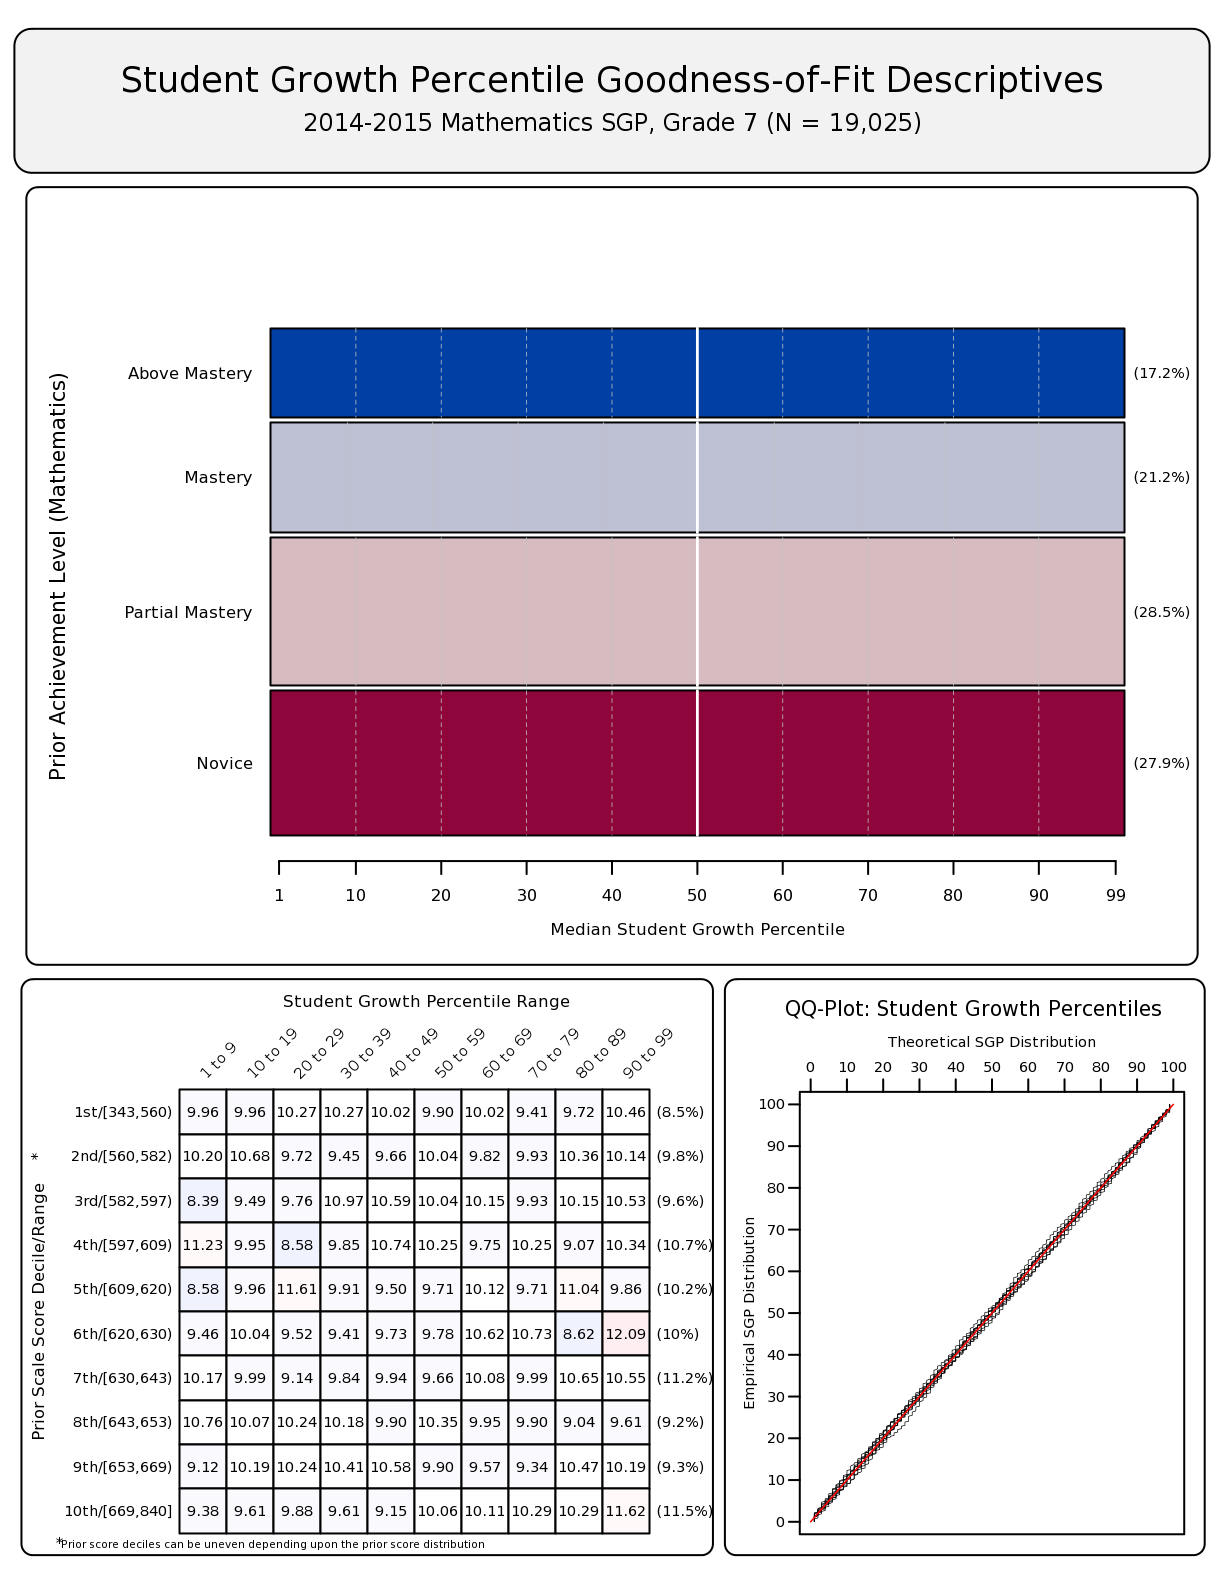 Student Growth Percentile Goodness-of-Fit Descriptives
2014-2015 Mathematics SGP, Grade 7 (N = 19,025)
Prior Achievement Level (Mathematics)
Above Mastery (17.2%)
Mastery (21.2%)
Partial Mastery (28.5%)
Novice (27.9%)
1 10 20 30 40 50 60 70 80 90 99
Median Student Growth Percentile
Student Growth Percentile Range
1 to 9 10 to 19 20 to 29 30 to 39 40 to 49 50 to 59 60 to 69 70 to 79 80 to 89 90 to 99
Prior Scale Score Decile/Range *
1st/[343,560) 9.96 9.96 10.27 10.27 10.02 9.90 10.02 9.41 9.72 10.46 (8.5%)
2nd/[560,582) 10.20 10.68 9.72 9.45 9.66 10.04 9.82 9.93 10.36 10.14 (9.8%)
3rd/[582,597) 8.39 9.49 9.76 10.97 10.59 10.04 10.15 9.93 10.15 10.53 (9.6%)
4th/[597,609) 11.23 9.95 8.58 9.85 10.74 10.25 9.75 10.25 9.07 10.34 (10.7%)
5th/[609,620) 8.58 9.96 11.61 9.91 9.50 9.71 10.12 9.71 11.04 9.86 (10.2%)
6th/[620,630) 9.46 10.04 9.52 9.41 9.73 9.78 10.62 10.73 8.62 12.09 (10%)
7th/[630,643) 10.17 9.99 9.14 9.84 9.94 9.66 10.08 9.99 10.65 10.55 (11.2%)
8th/[643,653) 10.76 10.07 10.24 10.18 9.90 10.35 9.95 9.90 9.04 9.61 (9.2%)
9th/[653,669) 9.12 10.19 10.24 10.41 10.58 9.90 9.57 9.34 10.47 10.19 (9.3%)
10th/[669,840] 9.38 9.61 9.88 9.61 9.15 10.06 10.11 10.29 10.29 11.62 (11.5%)
*Prior score deciles can be uneven depending upon the prior score distribution
QQ-Plot: Student Growth Percentiles
Theoretical SGP Distribution
0 10 20 30 40 50 60 70 80 90 100
Empirical SGP Distribution
100
90
80
70
60
50
40
30
20
10
0